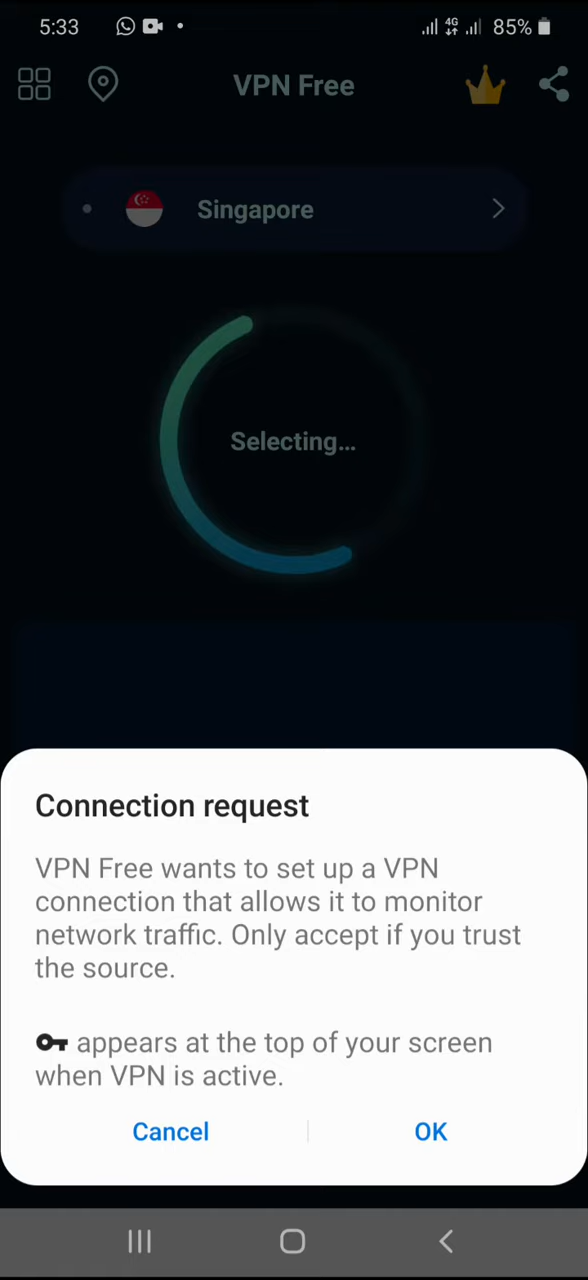 5:33
4G
85%
VPN Free
Singapore
Selecting...
Connection request
VPN Free wants to set up a VPN
connection that allows it to monitor
network traffic. Only accept if you trust
the source.
appears at the top of your screen
when VPN is active.
Cancel
OK